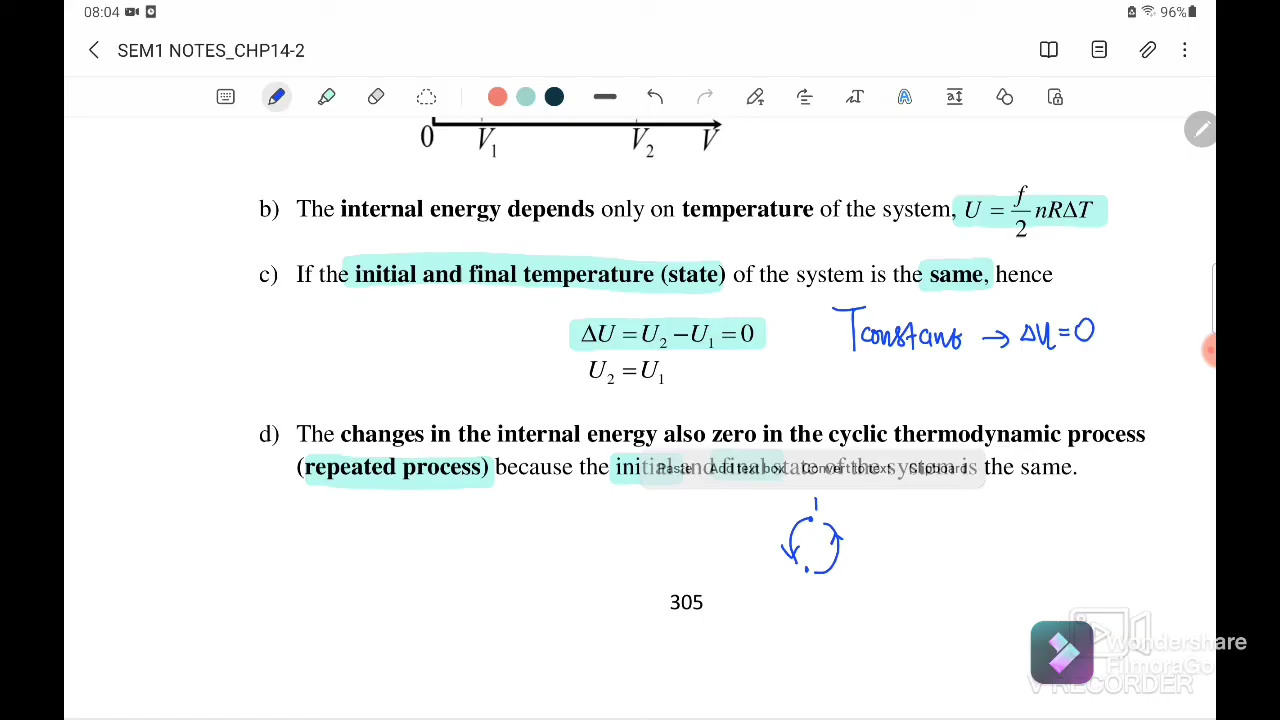 08:04 96%
SEM1 NOTES_CHP14-2
0 V₁ V₂ V
b) The internal energy depends only on temperature of the system, U = f/2 nRΔT
c) If the initial and final temperature (state) of the system is the same, hence
ΔU = U₂ − U₁ = 0
T constant → ΔU = 0
U₂ = U₁
d) The changes in the internal energy also zero in the cyclic thermodynamic process
(repeated process) because the initial and final state of the system is the same.
Paste Add text box Convert to text Clipboard
1
305
Wondershare
FilmoraGo
V RECORDER